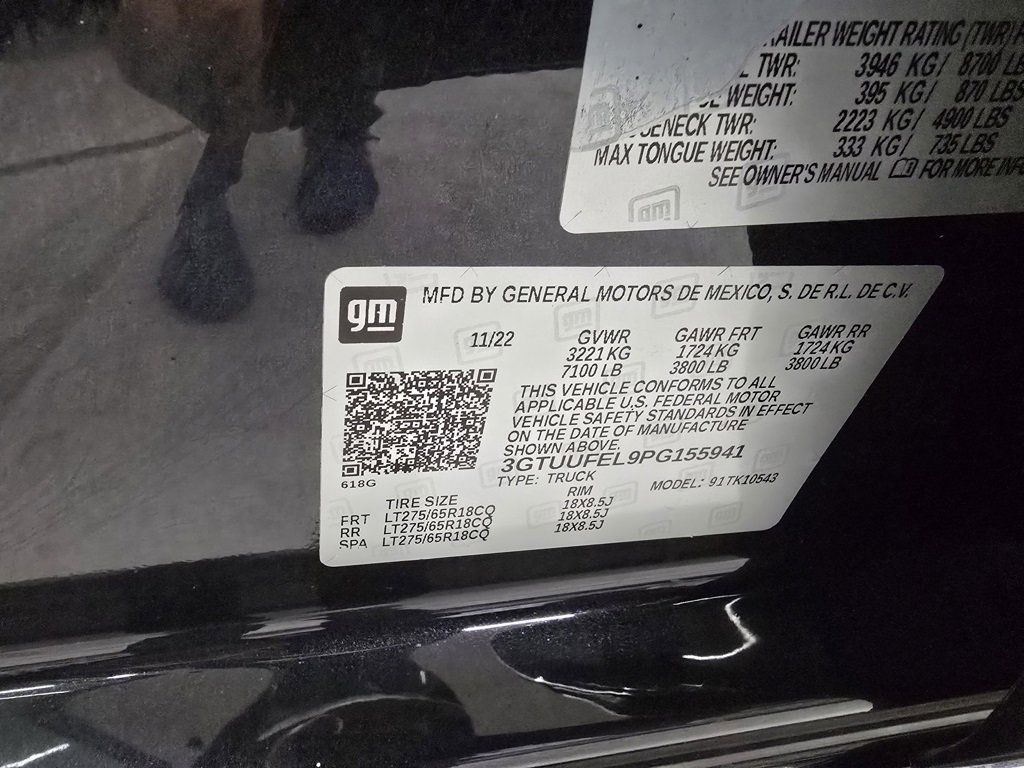 RAILER WEIGHT RATING (TWR)
TWR: 3946 KG/ 8700 LB
WEIGHT: 395 KG/ 870 LBS
SENECK TWR: 2223 KG/ 4900 LBS
MAX TONGUE WEIGHT: 333 KG/ 735 LBS
SEE OWNER'S MANUAL FOR MORE INF
gm
gm MFD BY GENERAL MOTORS DE MEXICO, S. DE R.L. DE C.V.
11/22 GVWR GAWR FRT GAWR RR
3221 KG 1724 KG 1724 KG
7100 LB 3800 LB 3800 LB
THIS VEHICLE CONFORMS TO ALL
APPLICABLE U.S. FEDERAL MOTOR
VEHICLE SAFETY STANDARDS IN EFFECT
ON THE DATE OF MANUFACTURE
SHOWN ABOVE.
3GTUUFEL9PG155941
TYPE: TRUCK MODEL: 91TK10543
618G
TIRE SIZE RIM
FRT LT275/65R18CQ 18X8.5J
RR LT275/65R18CQ 18X8.5J
SPA LT275/65R18CQ 18X8.5J